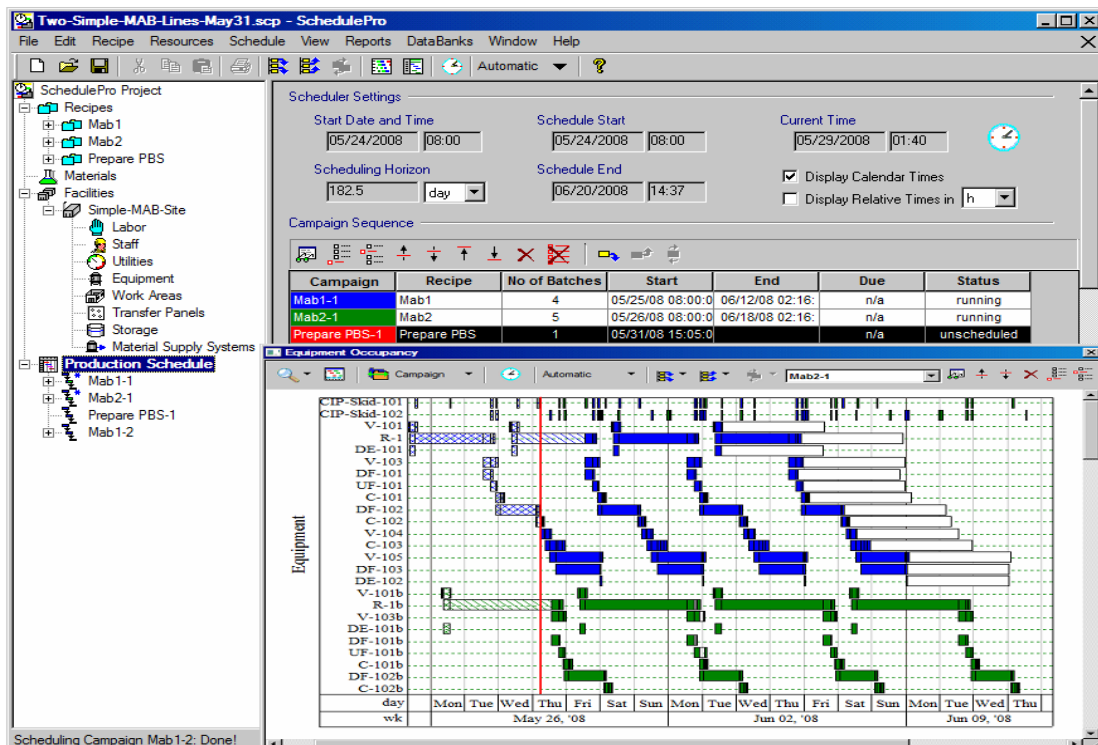 Two-Simple-MAB-Lines-May31.scp - SchedulePro
File Edit Recipe Resources Schedule View Reports DataBanks Window Help
Automatic
SchedulePro Project
Recipes
Mab1
Mab2
Prepare PBS
Materials
Facilities
Simple-MAB-Site
Labor
Staff
Utilities
Equipment
Work Areas
Transfer Panels
Storage
Material Supply Systems
Production Schedule
Mab1-1
Mab2-1
Prepare PBS-1
Mab1-2
Scheduling Campaign Mab1-2: Done!
Scheduler Settings
Start Date and Time Schedule Start Current Time
05/24/2008 08:00 05/24/2008 08:00 05/29/2008 01:40
Scheduling Horizon Schedule End
182.5 day 06/20/2008 14:37
Display Calendar Times
Display Relative Times in h
Campaign Sequence
Campaign Recipe No of Batches Start End Due Status
Mab1-1 Mab1 4 05/25/08 08:00:0 06/12/08 02:16: n/a running
Mab2-1 Mab2 5 05/26/08 08:00:0 06/18/08 02:16: n/a running
Prepare PBS-1 Prepare PBS 1 05/31/08 15:05:0 n/a unscheduled
Equipment Occupancy
Campaign Automatic Mab2-1
Equipment
CIP-Skid-101
CIP-Skid-102
V-101
R-1
DE-101
V-103
DF-101
UF-101
C-101
DF-102
C-102
V-104
C-103
V-105
DF-103
DE-102
V-101b
R-1b
V-103b
DE-101b
DF-101b
UF-101b
C-101b
DF-102b
C-102b
day Mon Tue Wed Thu Fri Sat Sun Mon Tue Wed Thu Fri Sat Sun Mon Tue Wed Thu
wk May 26, '08 Jun 02, '08 Jun 09, '08